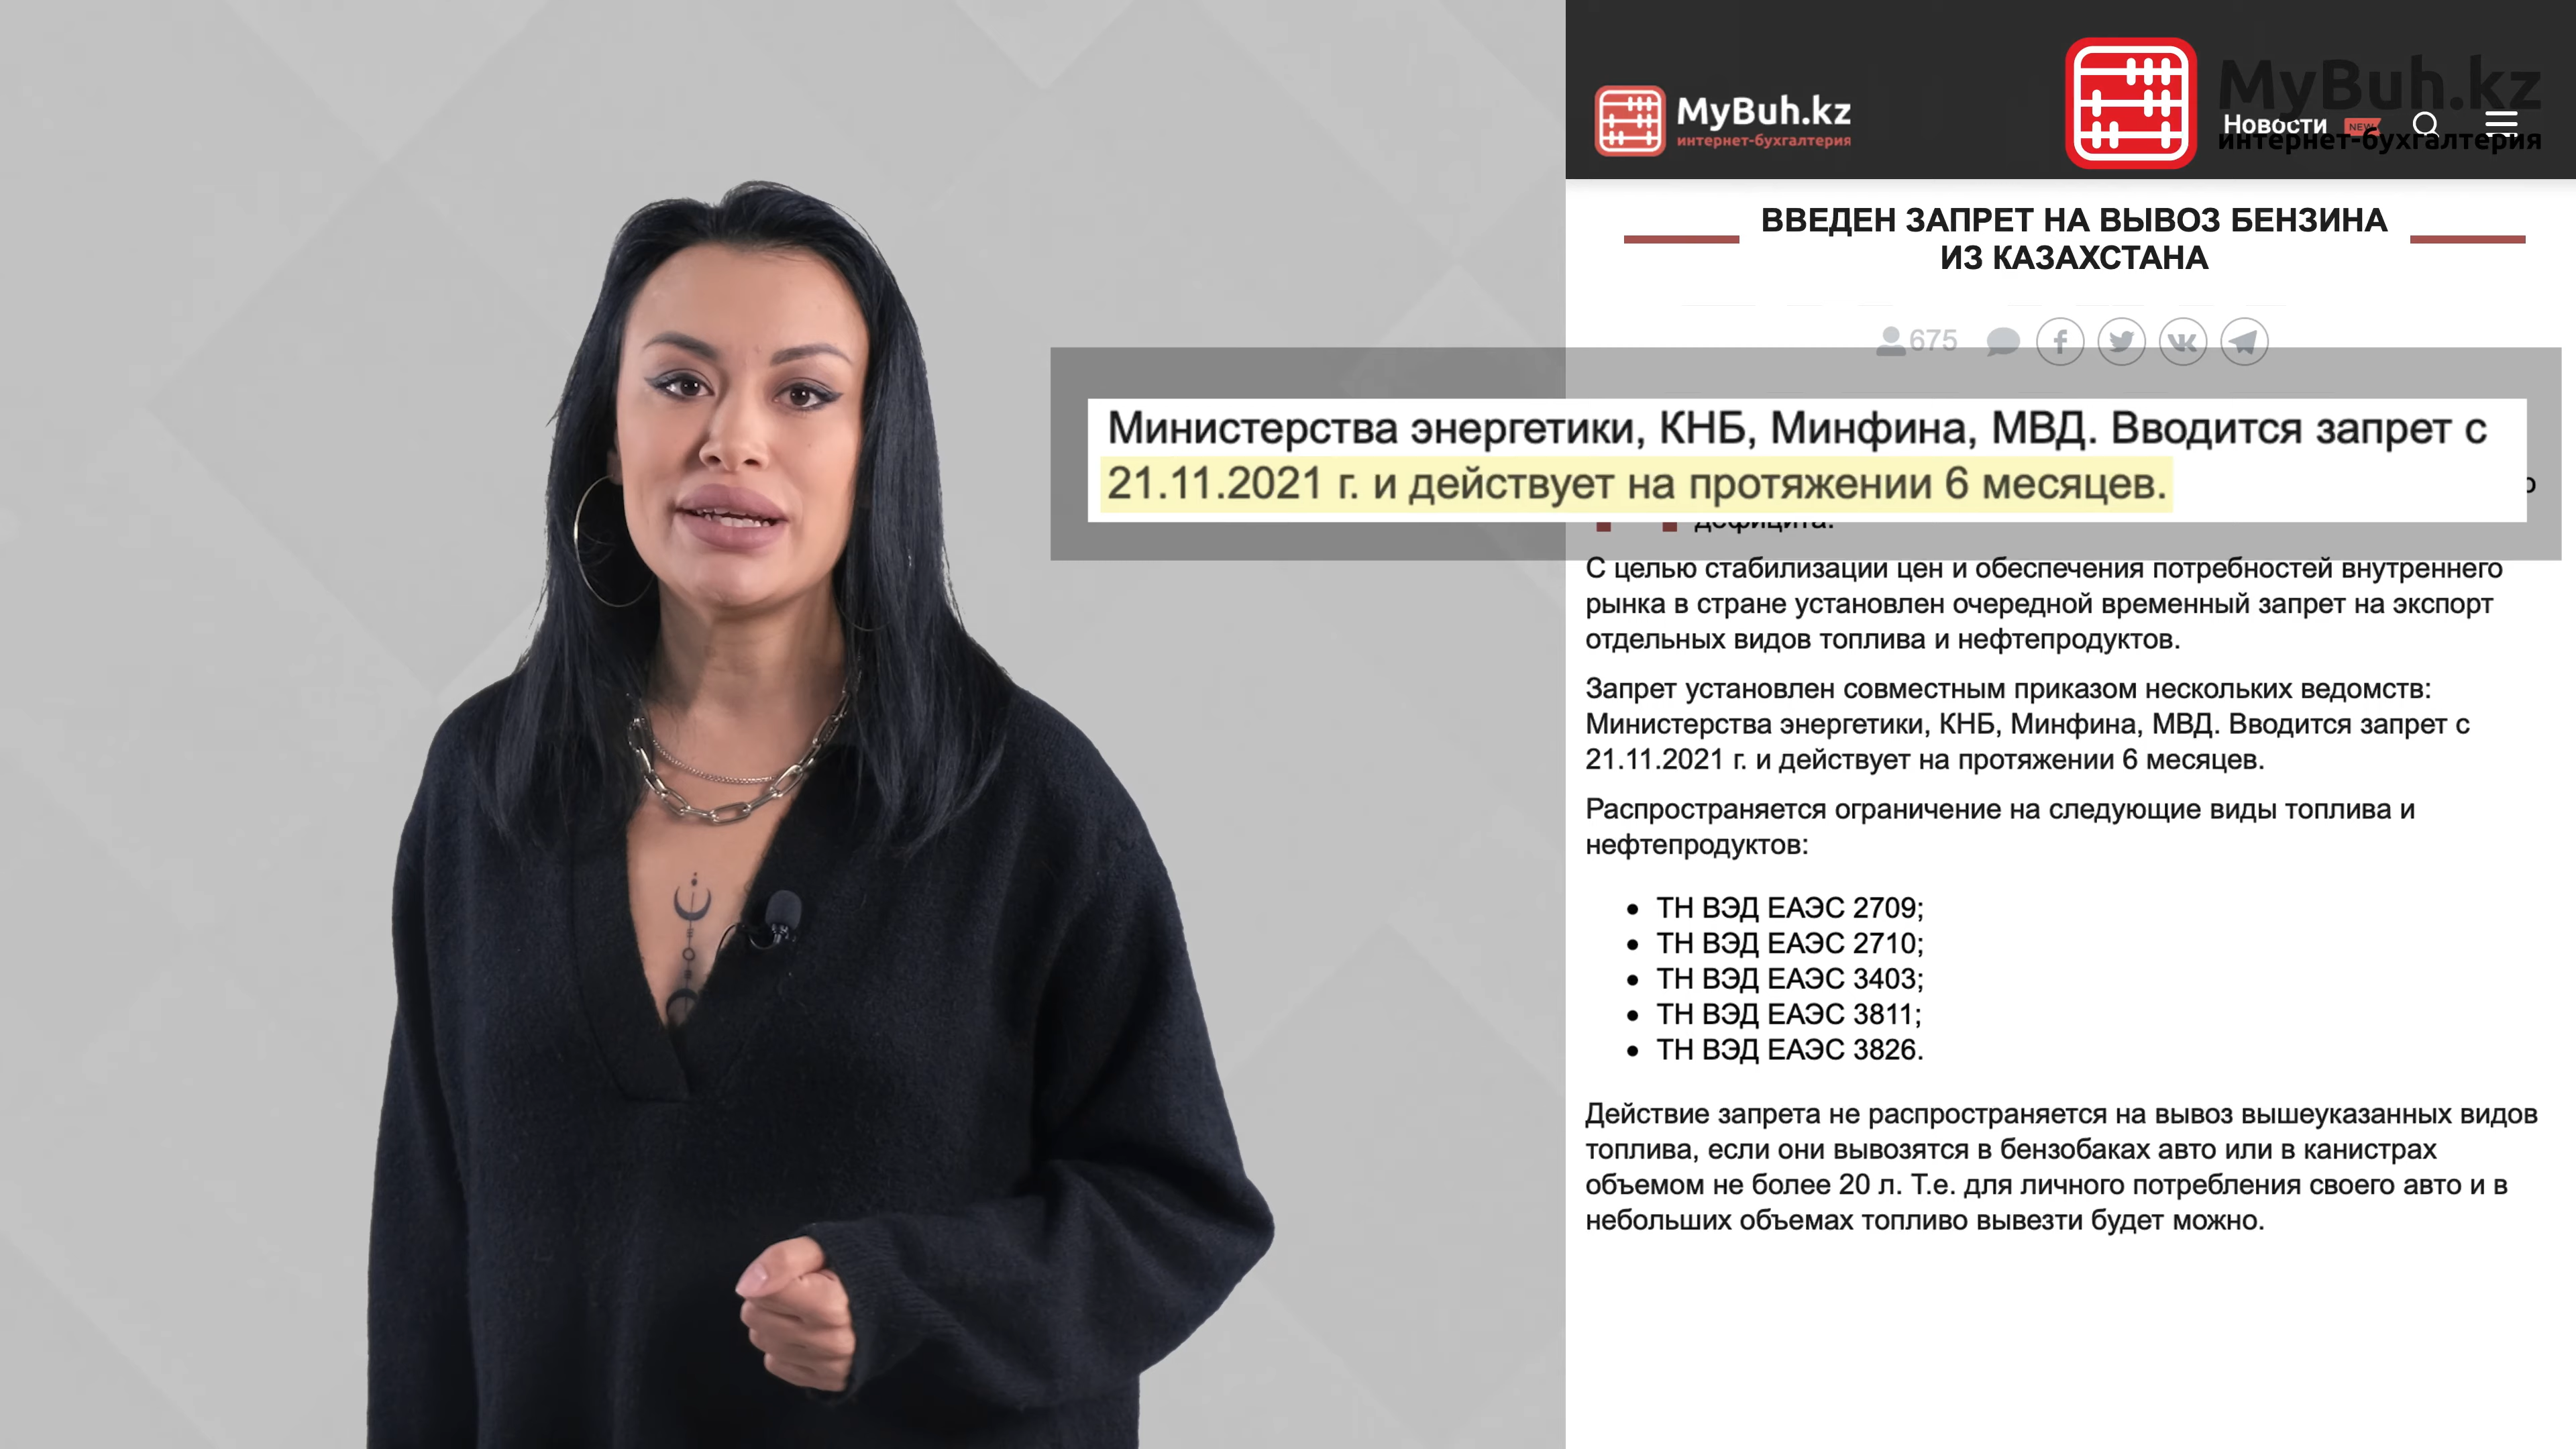 MyBuh.kz
интернет-бухгалтерия
MyBuh.kz
Новости NEW
интернет-бухгалтерия
ВВЕДЕН ЗАПРЕТ НА ВЫВОЗ БЕНЗИНА
ИЗ КАЗАХСТАНА
675
Министерства энергетики, КНБ, Минфина, МВД. Вводится запрет с
21.11.2021 г. и действует на протяжении 6 месяцев.
дефицита.
С целью стабилизации цен и обеспечения потребностей внутреннего
рынка в стране установлен очередной временный запрет на экспорт
отдельных видов топлива и нефтепродуктов.
Запрет установлен совместным приказом нескольких ведомств:
Министерства энергетики, КНБ, Минфина, МВД. Вводится запрет с
21.11.2021 г. и действует на протяжении 6 месяцев.
Распространяется ограничение на следующие виды топлива и
нефтепродуктов:
• ТН ВЭД ЕАЭС 2709;
• ТН ВЭД ЕАЭС 2710;
• ТН ВЭД ЕАЭС 3403;
• ТН ВЭД ЕАЭС 3811;
• ТН ВЭД ЕАЭС 3826.
Действие запрета не распространяется на вывоз вышеуказанных видов
топлива, если они вывозятся в бензобаках авто или в канистрах
объемом не более 20 л. Т.е. для личного потребления своего авто и в
небольших объемах топливо вывезти будет можно.